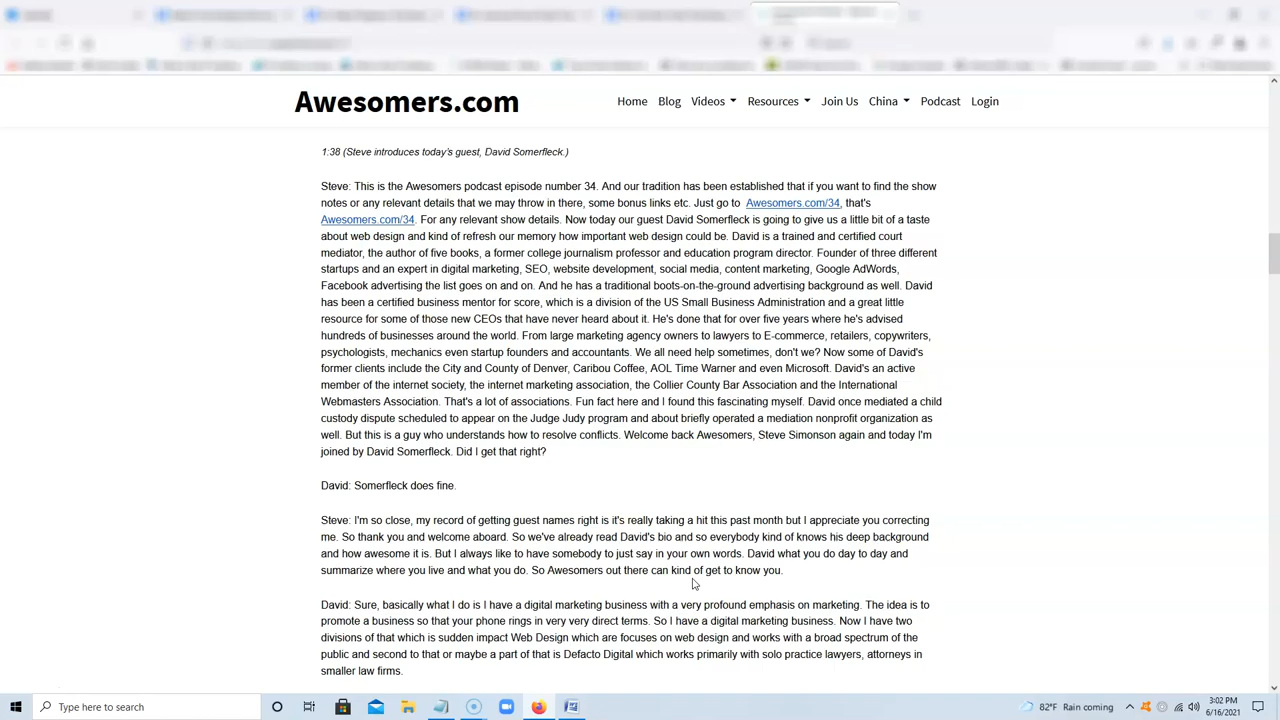 Awesomers.com
Home Blog Videos Resources Join Us China Podcast Login
1:38 (Steve introduces today's guest, David Somerfleck.)
Steve: This is the Awesomers podcast episode number 34. And our tradition has been established that if you want to find the show
notes or any relevant details that we may throw in there, some bonus links etc. Just go to Awesomers.com/34, that's
Awesomers.com/34. For any relevant show details. Now today our guest David Somerfleck is going to give us a little bit of a taste
about web design and kind of refresh our memory how important web design could be. David is a trained and certified court
mediator, the author of five books, a former college journalism professor and education program director. Founder of three different
startups and an expert in digital marketing, SEO, website development, social media, content marketing, Google AdWords,
Facebook advertising the list goes on and on. And he has a traditional boots-on-the-ground advertising background as well. David
has been a certified business mentor for score, which is a division of the US Small Business Administration and a great little
resource for some of those new CEOs that have never heard about it. He's done that for over five years where he's advised
hundreds of businesses around the world. From large marketing agency owners to lawyers to E-commerce, retailers, copywriters,
psychologists, mechanics even startup founders and accountants. We all need help sometimes, don't we? Now some of David's
former clients include the City and County of Denver, Caribou Coffee, AOL Time Warner and even Microsoft. David's an active
member of the internet society, the internet marketing association, the Collier County Bar Association and the International
Webmasters Association. That's a lot of associations. Fun fact here and I found this fascinating myself. David once mediated a child
custody dispute scheduled to appear on the Judge Judy program and about briefly operated a mediation nonprofit organization as
well. But this is a guy who understands how to resolve conflicts. Welcome back Awesomers, Steve Simonson again and today I'm
joined by David Somerfleck. Did I get that right?
David: Somerfleck does fine.
Steve: I'm so close, my record of getting guest names right is it's really taking a hit this past month but I appreciate you correcting
me. So thank you and welcome aboard. So we've already read David's bio and so everybody kind of knows his deep background
and how awesome it is. But I always like to have somebody to just say in your own words. David what you do day to day and
summarize where you live and what you do. So Awesomers out there can kind of get to know you.
David: Sure, basically what I do is I have a digital marketing business with a very profound emphasis on marketing. The idea is to
promote a business so that your phone rings in very very direct terms. So I have a digital marketing business. Now I have two
divisions of that which is sudden impact Web Design which are focuses on web design and works with a broad spectrum of the
public and second to that or maybe a part of that is Defacto Digital which works primarily with solo practice lawyers, attorneys in
smaller law firms.
Type here to search
82°F Rain coming
3:02 PM
6/16/2021